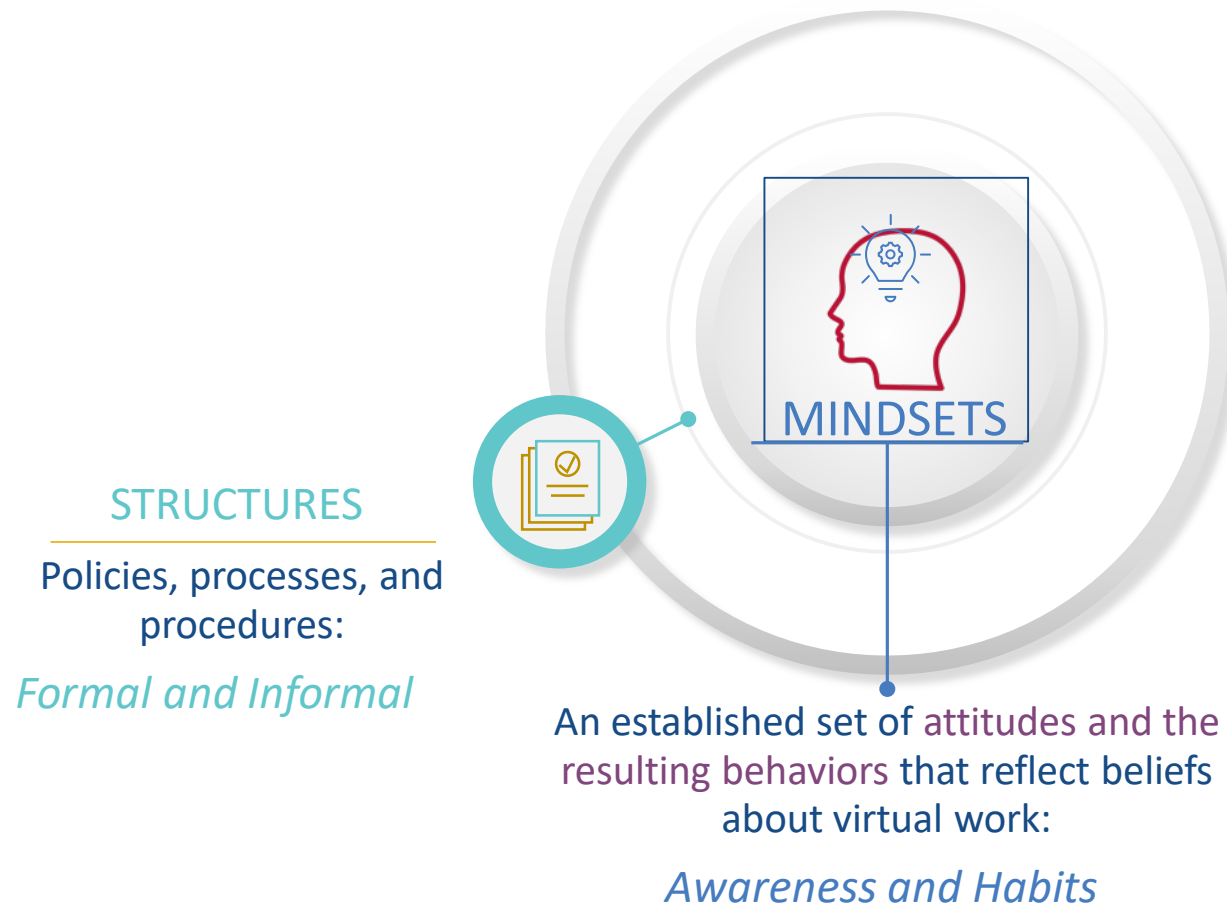 MINDSETS
STRUCTURES
Policies, processes, and
procedures:
Formal and Informal
An established set of attitudes and the
resulting behaviors that reflect beliefs
about virtual work:
Awareness and Habits